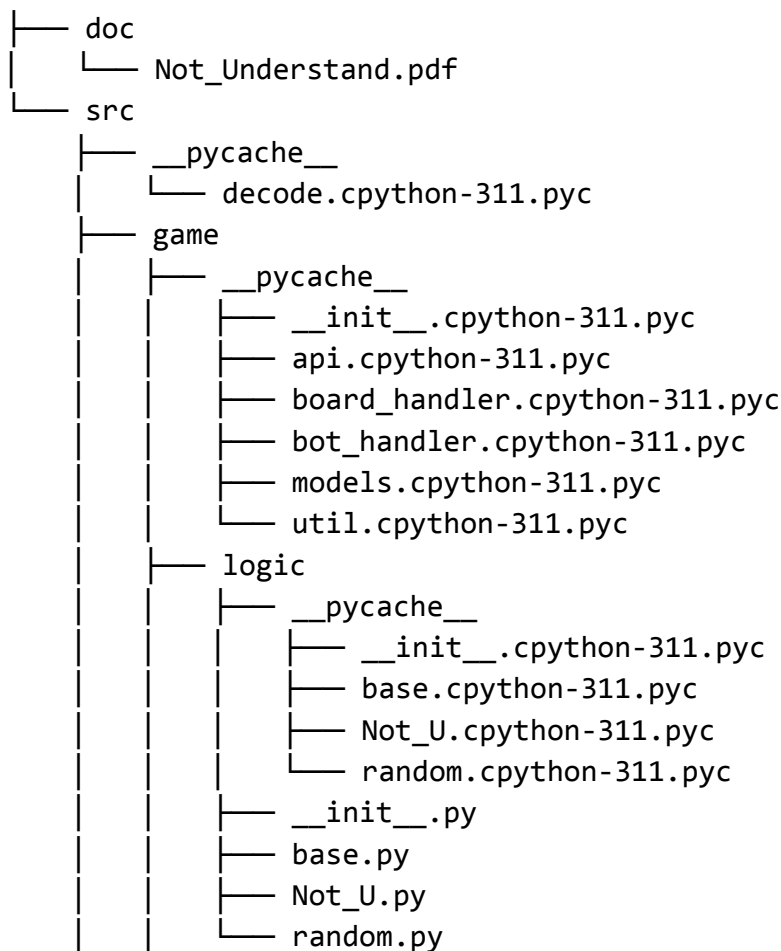 ├── doc
│   └── Not_Understand.pdf
└── src
    ├── __pycache__
    │   └── decode.cpython-311.pyc
    ├── game
    │   ├── __pycache__
    │   │   ├── __init__.cpython-311.pyc
    │   │   ├── api.cpython-311.pyc
    │   │   ├── board_handler.cpython-311.pyc
    │   │   ├── bot_handler.cpython-311.pyc
    │   │   ├── models.cpython-311.pyc
    │   │   └── util.cpython-311.pyc
    │   ├── logic
    │   │   ├── __pycache__
    │   │   │   ├── __init__.cpython-311.pyc
    │   │   │   ├── base.cpython-311.pyc
    │   │   │   ├── Not_U.cpython-311.pyc
    │   │   │   └── random.cpython-311.pyc
    │   │   ├── __init__.py
    │   │   ├── base.py
    │   │   ├── Not_U.py
    │   │   └── random.py